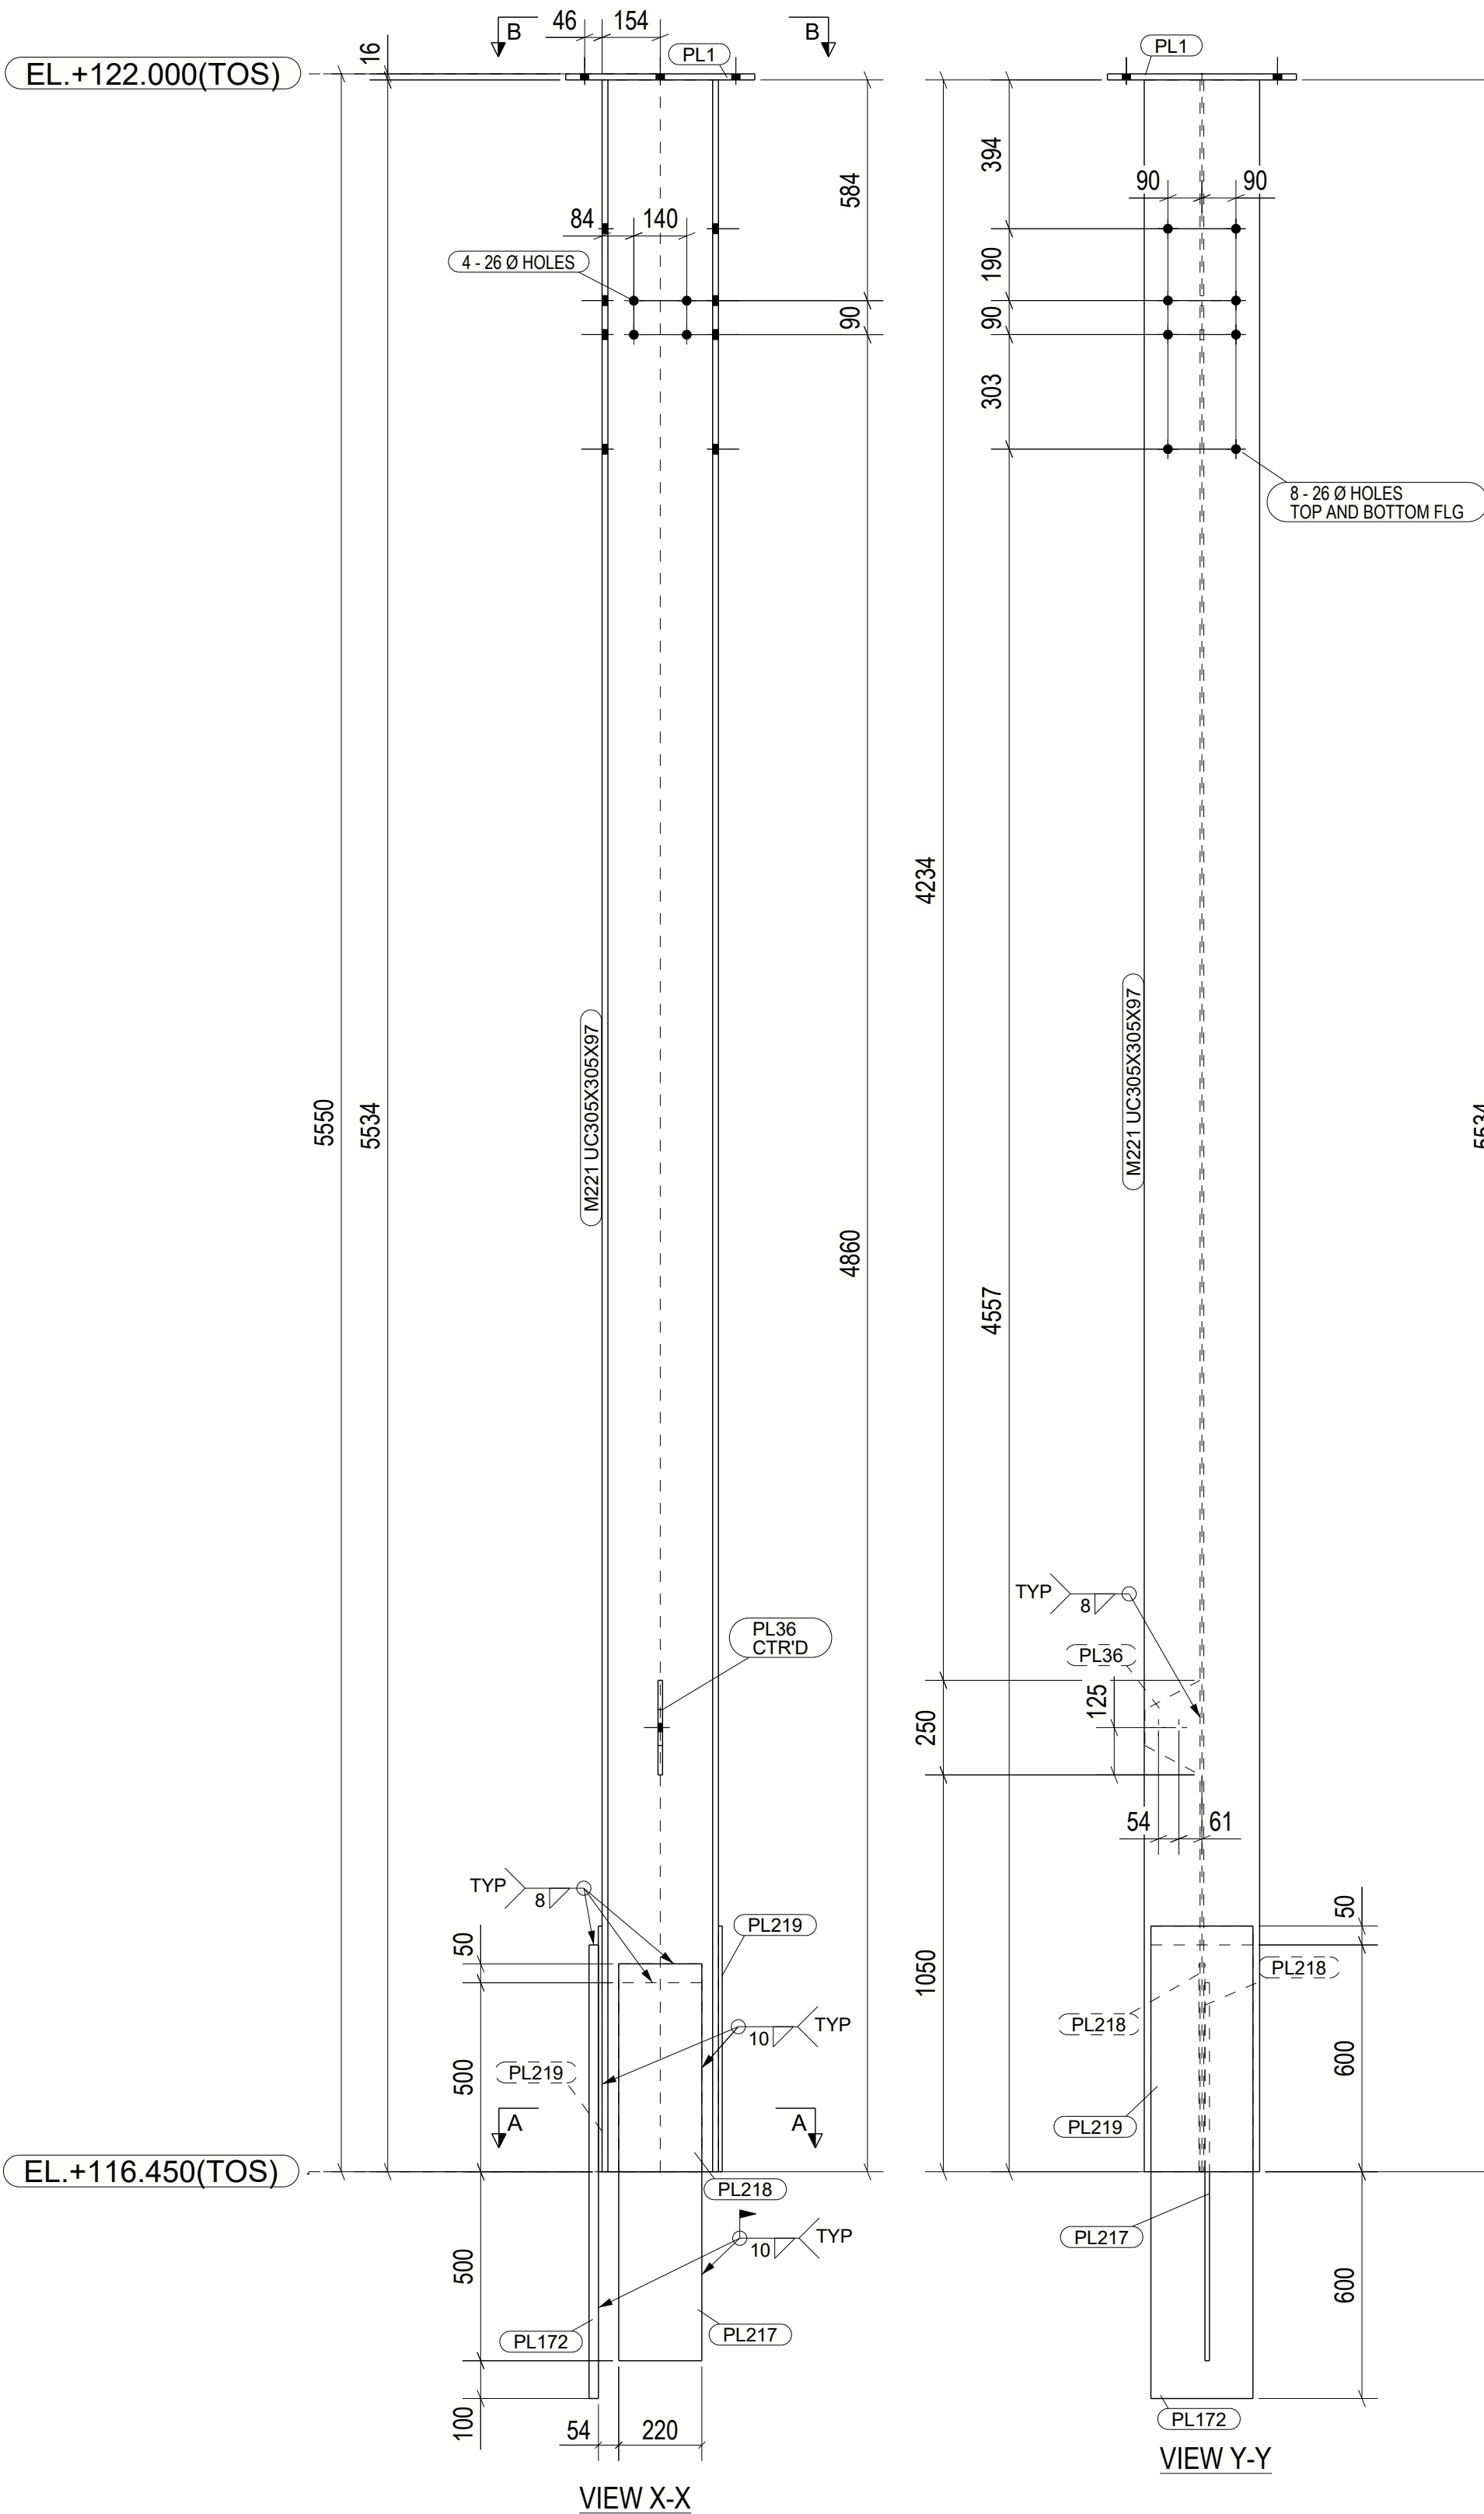 46 154
B
B
PL1
PL1
16
EL.+122.000(TOS)
394
584
90
90
84
140
4 - 26 Ø HOLES
190
90
90
303
8 - 26 Ø HOLES
TOP AND BOTTOM FLG
4234
M221 UC305X305X97
M221 UC305X305X97
5550
5534
5534
4860
4557
TYP
8
PL36
CTR'D
PL36
125
250
54
61
TYP
8
PL219
50
50
1050
PL218
PL218
10
TYP
500
PL219
600
A
A
PL219
EL.+116.450(TOS)
PL218
10
TYP
PL217
500
600
PL172
PL217
100
54
220
PL172
VIEW Y-Y
VIEW X-X